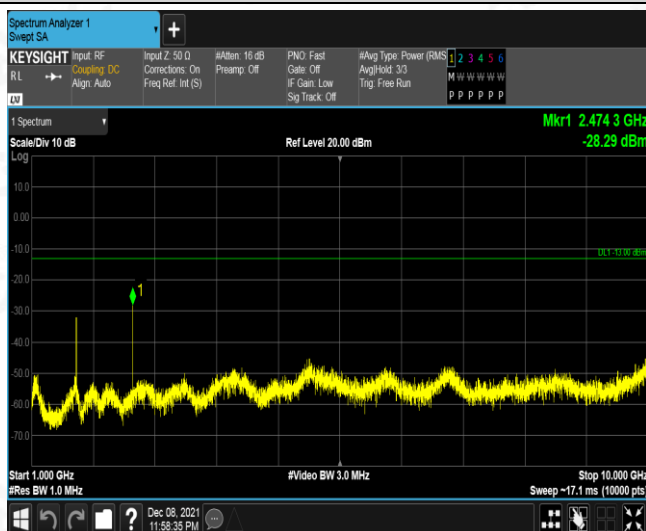 Spectrum Analyzer 1
Swept SA
KEYSIGHT
RL
LXI
Input: RF
Coupling: DC
Align: Auto
Input Z: 50 Ω
Corrections: On
Freq Ref: Int (S)
#Atten: 16 dB
Preamp: Off
PNO: Fast
Gate: Off
IF Gain: Low
Sig Track: Off
#Avg Type: Power (RMS
Avg|Hold: 3/3
Trig: Free Run
1 2 3 4 5 6
M W W W W W
P P P P P P
1 Spectrum
Scale/Div 10 dB
Ref Level 20.00 dBm
Mkr1 2.474 3 GHz
-28.29 dBm
Log
10.0
0.00
-10.0
-20.0
-30.0
-40.0
-50.0
-60.0
-70.0
DL1 -13.00 dBm
1
Start 1.000 GHz
#Res BW 1.0 MHz
#Video BW 3.0 MHz
Stop 10.000 GHz
Sweep ~17.1 ms (10000 pts)
?
Dec 08, 2021
11:58:35 PM